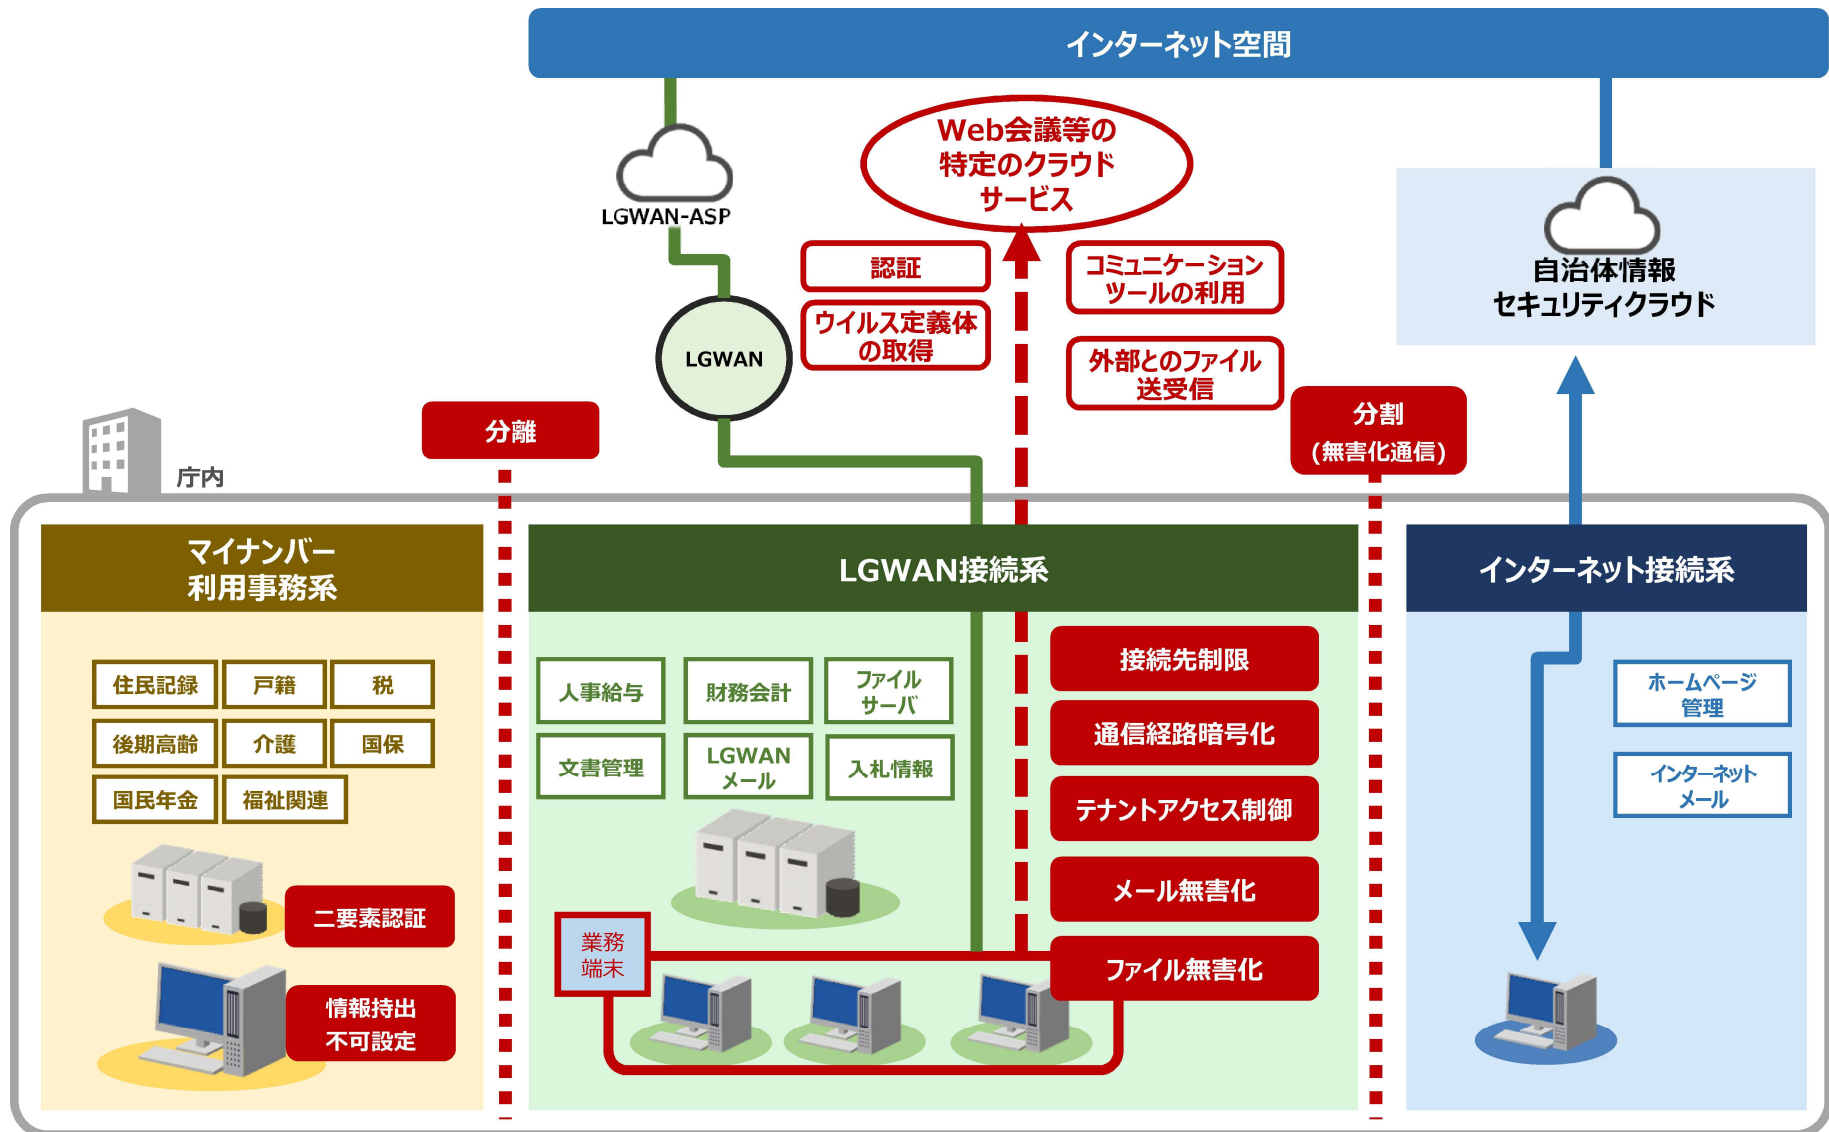 インターネット空間
Web会議等の
特定のクラウド
サービス
LGWAN-ASP
自治体情報
セキュリティクラウド
認証
コミュニケーション
ツールの利用
ウイルス定義体
の取得
LGWAN
外部とのファイル
送受信
分離
分割
(無害化通信)
庁内
マイナンバー
利用事務系
住民記録
戸籍
税
後期高齢
介護
国保
国民年金
福祉関連
二要素認証
情報持出
不可設定
LGWAN接続系
人事給与
財務会計
ファイル
サーバ
文書管理
LGWAN
メール
入札情報
接続先制限
通信経路暗号化
テナントアクセス制御
メール無害化
ファイル無害化
業務
端末
インターネット接続系
ホームページ
管理
インターネット
メール